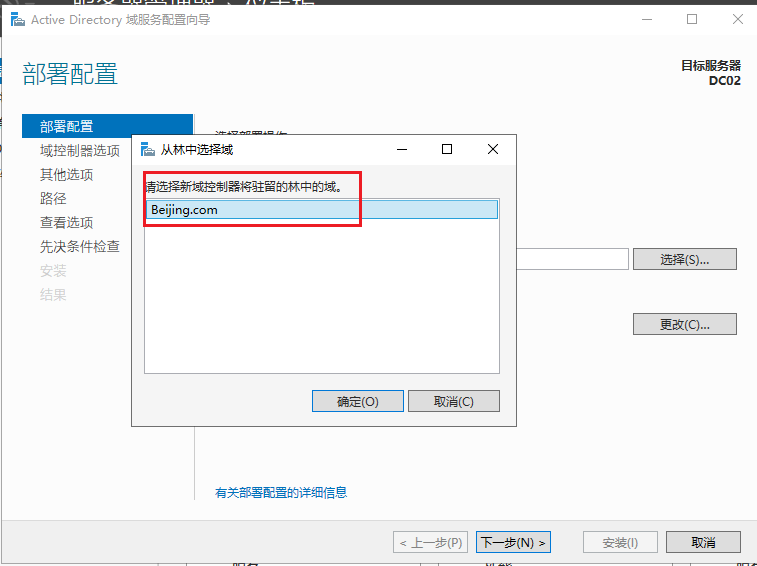 Active Directory 域服务配置向导
部署配置
目标服务器
DC02
部署配置
域控制器选项
其他选项
路径
查看选项
先决条件检查
安装
结果
从林中选择域
请选择新域控制器将驻留的林中的域。
Beijing.com
确定(O)
取消(C)
选择(S)...
更改(C)...
有关部署配置的详细信息
< 上一步(P)
下一步(N) >
安装(I)
取消